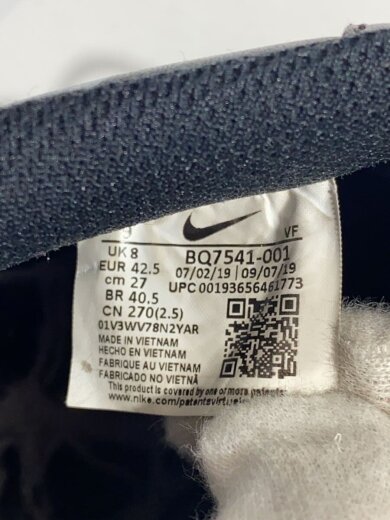 9
VF
UK 8
BQ7541-001
EUR 42.5
07/02/19 | 09/07/19
cm 27
UPC 00193656461773
BR 40.5
CN 270(2.5)
01V3WV78N2YAR
MADE IN VIETNAM
HECHO EN VIETNAM
FABRIQUE AU VIETNAM
FABRICADO NO VIETNÃ
This product is covered by one or more patents.
www.nike.com/patentsvirtual